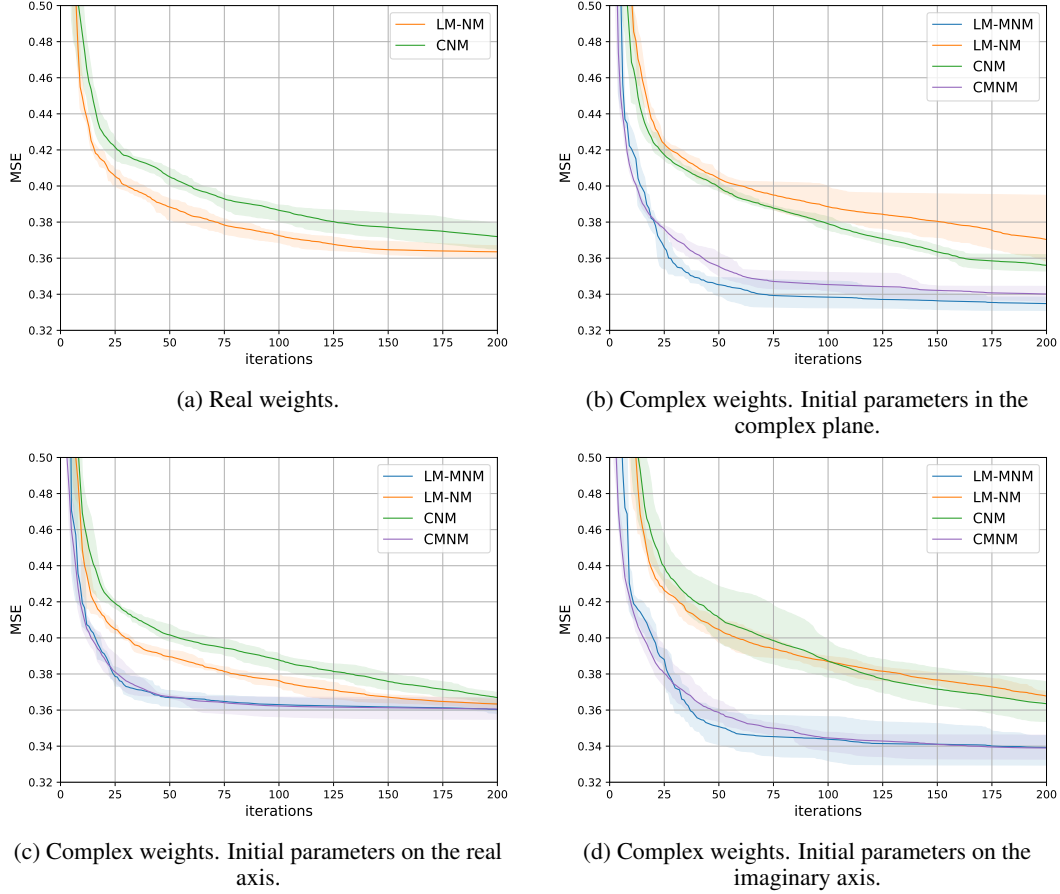 LM-NM
CNM
0.50
0.48
0.46
0.44
0.42
0.40
0.38
0.36
0.34
0.32
MSE
0
25
50
75
100
125
150
175
200
iterations
(a) Real weights.
LM-MNM
LM-NM
CNM
CMNM
0.50
0.48
0.46
0.44
0.42
0.40
0.38
0.36
0.34
0.32
MSE
0
25
50
75
100
125
150
175
200
iterations
(b) Complex weights. Initial parameters in the
complex plane.
LM-MNM
LM-NM
CNM
CMNM
0.50
0.48
0.46
0.44
0.42
0.40
0.38
0.36
0.34
0.32
MSE
0
25
50
75
100
125
150
175
200
iterations
(c) Complex weights. Initial parameters on the real
axis.
LM-MNM
LM-NM
CNM
CMNM
0.50
0.48
0.46
0.44
0.42
0.40
0.38
0.36
0.34
0.32
MSE
0
25
50
75
100
125
150
175
200
iterations
(d) Complex weights. Initial parameters on the
imaginary axis.